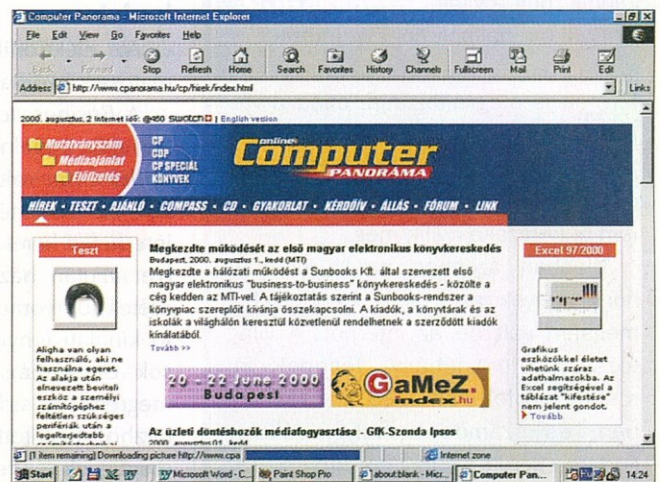 Computer Panorama - Microsoft Internet Explorer
File Edit View Go Favorites Help
Back Forward Stop Refresh Home Search Favorites History Channels Fullscreen Mail Print Edit
Address http://www.cpanorama.hu/cp/hirek/index.html Links
2000. augusztus. 2 Internet idő: @460 swatch | English version
Mutatványszám
Médiaajánlat
Előfizetés
CP
CDP
CP SPECIÁL
KÖNYVEK
online
Computer
PANORÁMA
HÍREK • TESZT • AJÁNLÓ • COMPASS • CD • GYAKORLAT • KÉRDŐÍV • ÁLLÁS • FÓRUM • LINK
Teszt
Aligha van olyan
felhasználó, aki ne
használna egeret.
Az alakja után
elnevezett beviteli
eszköz a személyi
számítógéphez
feltétlen szükséges
perifériák után a
legelterjedtebb
Megkezdte működését az első magyar elektronikus könyvkereskedés
Budapest, 2000. augusztus 1., kedd (MTI)
Megkezdte a hálózati működést a Sunbooks Kft. által szervezett első
magyar elektronikus "business-to-business" könyvkereskedés - közölte a
cég kedden az MTI-vel. A tájékoztatás szerint a Sunbooks-rendszer a
könyvpiac szereplőit kívánja összekapcsolni. A kiadók, a könyvtárak és az
iskolák a világhálón keresztül közvetlenül rendelhetnek a szerződött kiadók
kínálatából.
Tovább >>
20 - 22 June 2000
Budapest
GaMeZ.
index.hu
Az üzleti döntéshozók médiafogyasztása - GfK-Szonda Ipsos
2000. augusztus 01. kedd
Excel 97/2000
Grafikus
eszközökkel életet
vihetünk száraz
adathalmazokba. Az
Excel segítségével a
táblázat "kifestése"
nem jelent gondot.
Tovább
(1 item remaining) Downloading picture http://www.cpa Internet zone
Start Microsoft Word - C... Paint Shop Pro about:blank - Micr... Computer Pan... 14:24